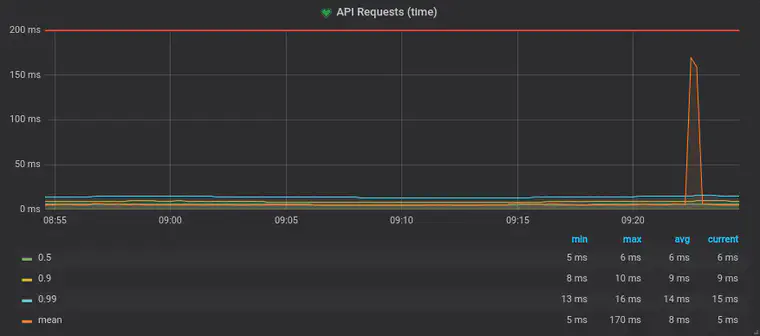 API Requests (time)
200 ms
150 ms
100 ms
50 ms
0 ms
08:55 09:00 09:05 09:10 09:15 09:20
min max avg current
0.5 5 ms 6 ms 6 ms 6 ms
0.9 8 ms 10 ms 9 ms 9 ms
0.99 13 ms 16 ms 14 ms 15 ms
mean 5 ms 170 ms 8 ms 5 ms